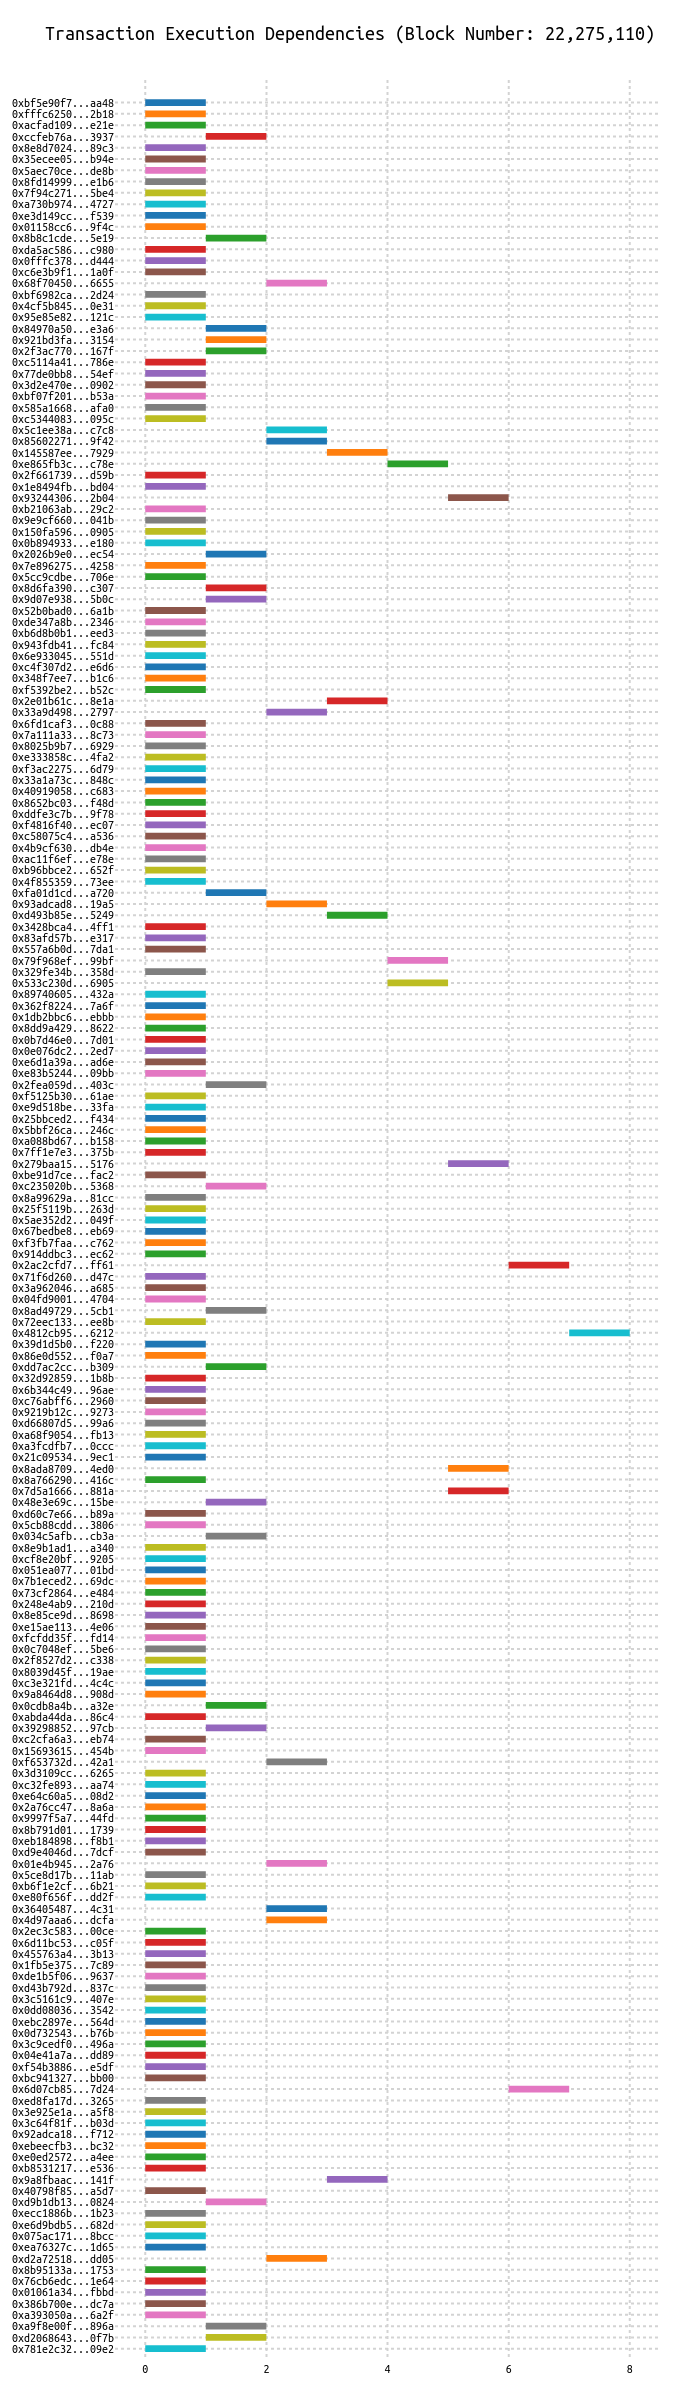 Transaction Execution Dependencies (Block Number: 22,275,110)
0xbf5e90f7...aa48
0xfffc6250...2b18
0xacfad109...e21e
0xccfeb76a...3937
0x8e8d7024...89c3
0x35ecee05...b94e
0x5aec70ce...de8b
0x8fd14999...e1b6
0x7f94c271...5be4
0xa730b974...4727
0xe3d149cc...f539
0x01158cc6...9f4c
0x8b8c1cde...5e19
0xda5ac586...c980
0x0fffc378...d444
0xc6e3b9f1...1a0f
0x68f70450...6655
0xbf6982ca...2d24
0x4cf5b845...0e31
0x95e85e82...121c
0x84970a50...e3a6
0x921bd3fa...3154
0x2f3ac770...167f
0xc5114a41...786e
0x77de0bb8...54ef
0x3d2e470e...0902
0xbf07f201...b53a
0x585a1668...afa0
0xc5344083...095c
0x5c1ee38a...c7c8
0x85602271...9f42
0x145587ee...7929
0xe865fb3c...c78e
0x2f661739...d59b
0x1e8494fb...bd04
0x93244306...2b04
0xb21063ab...29c2
0x9e9cf660...041b
0x150fa596...0905
0x0b894933...e180
0x2026b9e0...ec54
0x7e896275...4258
0x5cc9cdbe...706e
0x8d6fa390...c307
0x9d07e938...5b0c
0x52b0bad0...6a1b
0xde347a8b...2346
0xb6d8b0b1...eed3
0x943fdb41...fc84
0x6e933045...551d
0xc4f307d2...e6d6
0x348f7ee7...b1c6
0xf5392be2...b52c
0x2e01b61c...8e1a
0x33a9d498...2797
0x6fd1caf3...0c88
0x7a111a33...8c73
0x8025b9b7...6929
0xe333858c...4fa2
0xf3ac2275...6d79
0x33a1a73c...848c
0x40919058...c683
0x8652bc03...f48d
0xddfe3c7b...9f78
0xf4816f40...ec07
0xc58075c4...a536
0x4b9cf630...db4e
0xac11f6ef...e78e
0xb96bbce2...652f
0x4f855359...73ee
0xfa01d1cd...a720
0x93adcad8...19a5
0xd493b85e...5249
0x3428bca4...4ff1
0x83afd57b...e317
0x557a6b0d...7da1
0x79f968ef...99bf
0x329fe34b...358d
0x533c230d...6905
0x89740605...432a
0x362f8224...7a6f
0x1db2bbc6...ebbb
0x8dd9a429...8622
0x0b7d46e0...7d01
0x0e076dc2...2ed7
0xe6d1a39a...ad6e
0xe83b5244...09bb
0x2fea059d...403c
0xf5125b30...61ae
0xe9d518be...33fa
0x25bbced2...f434
0x5bbf26ca...246c
0xa088bd67...b158
0x7ff1e7e3...375b
0x279baa15...5176
0xbe91d7ce...fac2
0xc235020b...5368
0x8a99629a...81cc
0x25f5119b...263d
0x5ae352d2...049f
0x67bedbe8...eb69
0xf3fb7faa...c762
0x914ddbc3...ec62
0x2ac2cfd7...ff61
0x71f6d260...d47c
0x3a962046...a685
0x04fd9001...4704
0x8ad49729...5cb1
0x72eec133...ee8b
0x4812cb95...6212
0x39d1d5b0...f220
0x86e0d552...f0a7
0xdd7ac2cc...b309
0x32d92859...1b8b
0x6b344c49...96ae
0xc76abff6...2960
0x9219b12c...9273
0xd66807d5...99a6
0xa68f9054...fb13
0xa3fcdfb7...0ccc
0x21c09534...9ec1
0x8ada8709...4ed0
0x8a766290...416c
0x7d5a1666...881a
0x48e3e69c...15be
0xd60c7e66...b89a
0x5cb88cdd...3806
0x034c5afb...cb3a
0x8e9b1ad1...a340
0xcf8e20bf...9205
0x051ea077...01bd
0x7b1eced2...69dc
0x73cf2864...e484
0x248e4ab9...210d
0x8e85ce9d...8698
0xe15ae113...4e06
0xfcfdd35f...fd14
0x0c7048ef...5be6
0x2f8527d2...c338
0x8039d45f...19ae
0xc3e321fd...4c4c
0x9a8464d8...908d
0x0cdb8a4b...a32e
0xabda44da...86c4
0x39298852...97cb
0xc2cfa6a3...eb74
0x15693615...454b
0xf653732d...42a1
0x3d3109cc...6265
0xc32fe893...aa74
0xe64c60a5...08d2
0x2a76cc47...8a6a
0x9997f5a7...44fd
0x8b791d01...1739
0xeb184898...f8b1
0xd9e4046d...7dcf
0x01e4b945...2a76
0x5ce8d17b...11ab
0xb6f1e2cf...6b21
0xe80f656f...dd2f
0x36405487...4c31
0x4d97aaa6...dcfa
0x2ec3c583...00ce
0x6d11bc53...c05f
0x455763a4...3b13
0x1fb5e375...7c89
0xde1b5f06...9637
0xd43b792d...837c
0x3c5161c9...407e
0x0dd08036...3542
0xebc2897e...564d
0x0d732543...b76b
0x3c9cedf0...496a
0x04e41a7a...dd89
0xf54b3886...e5df
0xbc941327...bb00
0x6d07cb85...7d24
0xed8fa17d...3265
0x3e925e1a...a5f8
0x3c64f81f...b03d
0x92adca18...f712
0xebeecfb3...bc32
0xe0ed2572...a4ee
0xb8531217...e536
0x9a8fbaac...141f
0x40798f85...a5d7
0xd9b1db13...0824
0xecc1886b...1b23
0xe6d9bdb5...682d
0x075ac171...8bcc
0xea76327c...1d65
0xd2a72518...dd05
0x8b95133a...1753
0x76cb6edc...1e64
0x01061a34...fbbd
0x386b700e...dc7a
0xa393050a...6a2f
0xa9f8e00f...896a
0xd2068643...0f7b
0x781e2c32...09e2
0 2 4 6 8